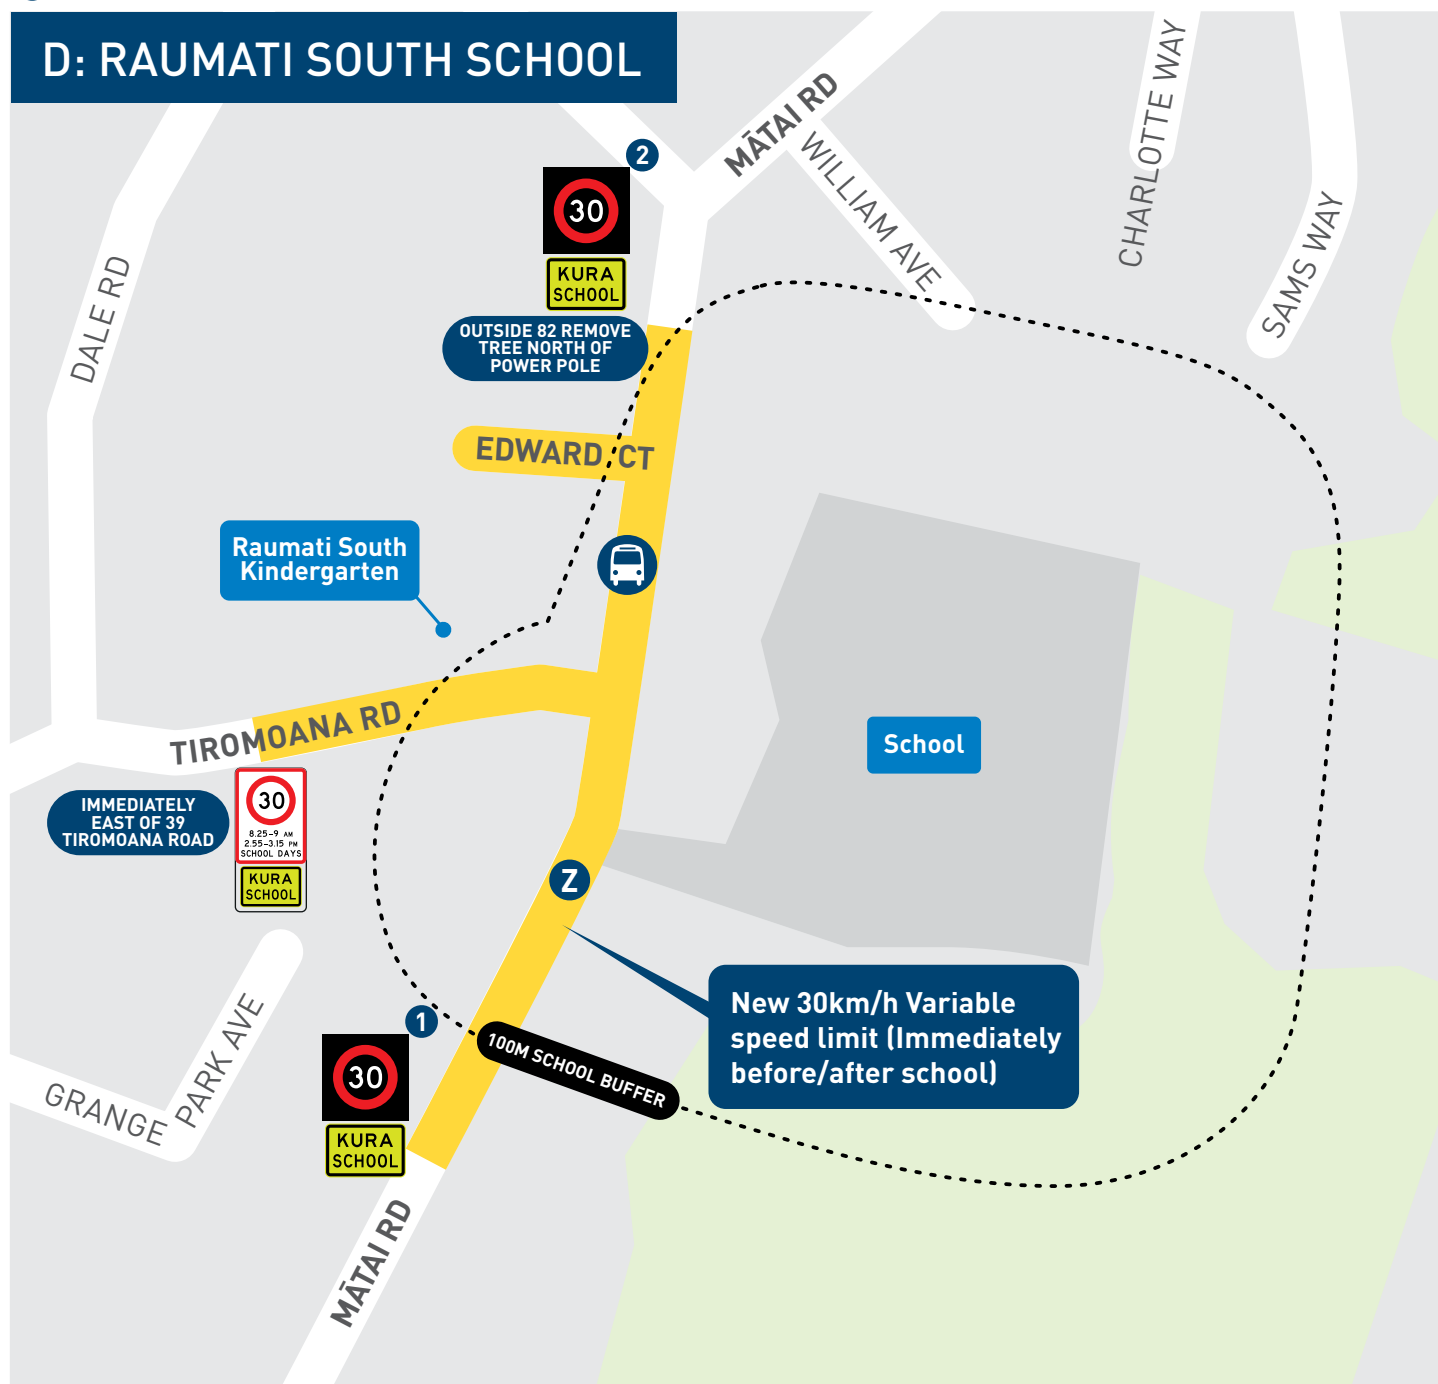 D: RAUMATI SOUTH SCHOOL
MĀTAI RD
WILLIAM AVE
CHARLOTTE WAY
SAMS WAY
2
30
KURA
SCHOOL
OUTSIDE 82 REMOVE
TREE NORTH OF
POWER POLE
DALE RD
EDWARD CT
Raumati South
Kindergarten
TIROMOANA RD
School
IMMEDIATELY
EAST OF 39
TIROMOANA ROAD
30
8.25-9 AM
2.55-3.15 PM
SCHOOL DAYS
KURA
SCHOOL
Z
New 30km/h Variable
speed limit (Immediately
before/after school)
1
30
KURA
SCHOOL
100M SCHOOL BUFFER
GRANGE
PARK AVE
MĀTAI RD